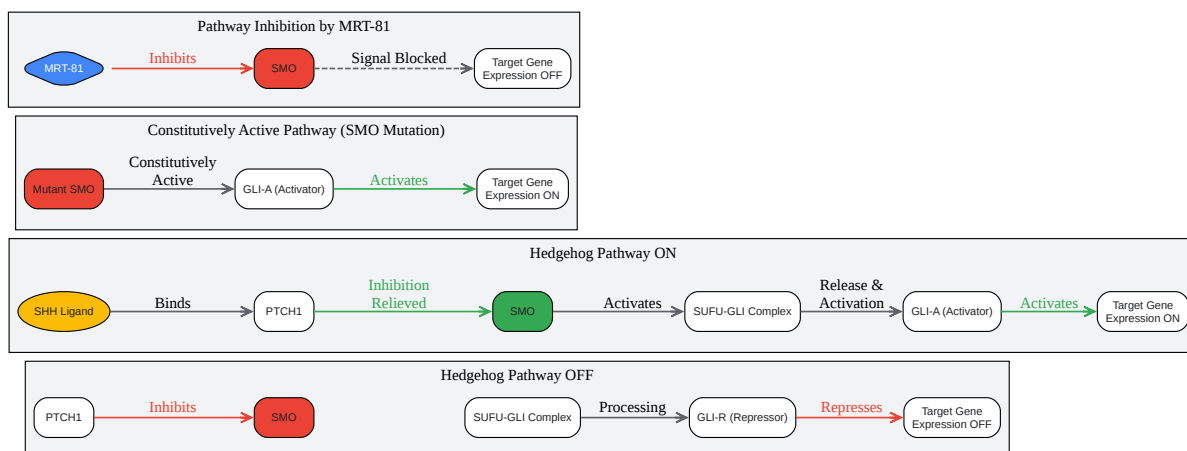 Pathway Inhibition by MRT-81
MRT-81
Inhibits
SMO
Signal Blocked
Target Gene
Expression OFF
Constitutively Active Pathway (SMO Mutation)
Mutant SMO
Constitutively
Active
GLI-A (Activator)
Activates
Target Gene
Expression ON
Hedgehog Pathway ON
SHH Ligand
Binds
PTCH1
Inhibition
Relieved
SMO
Activates
SUFU-GLI Complex
Release &
Activation
GLI-A (Activator)
Activates
Target Gene
Expression ON
Hedgehog Pathway OFF
PTCH1
Inhibits
SMO
SUFU-GLI Complex
Processing
GLI-R (Repressor)
Represses
Target Gene
Expression OFF